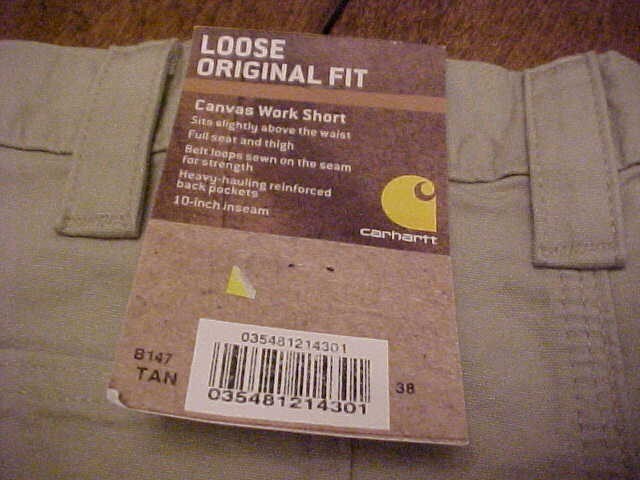 LOOSE
ORIGINAL FIT
Canvas Work Short
Sits slightly above the waist
Full seat and thigh
Belt loops sewn on the seam
for strength
Heavy-hauling reinforced
back pockets
10-inch inseam
carhartt
035481214301
B147
TAN
38
035481214301